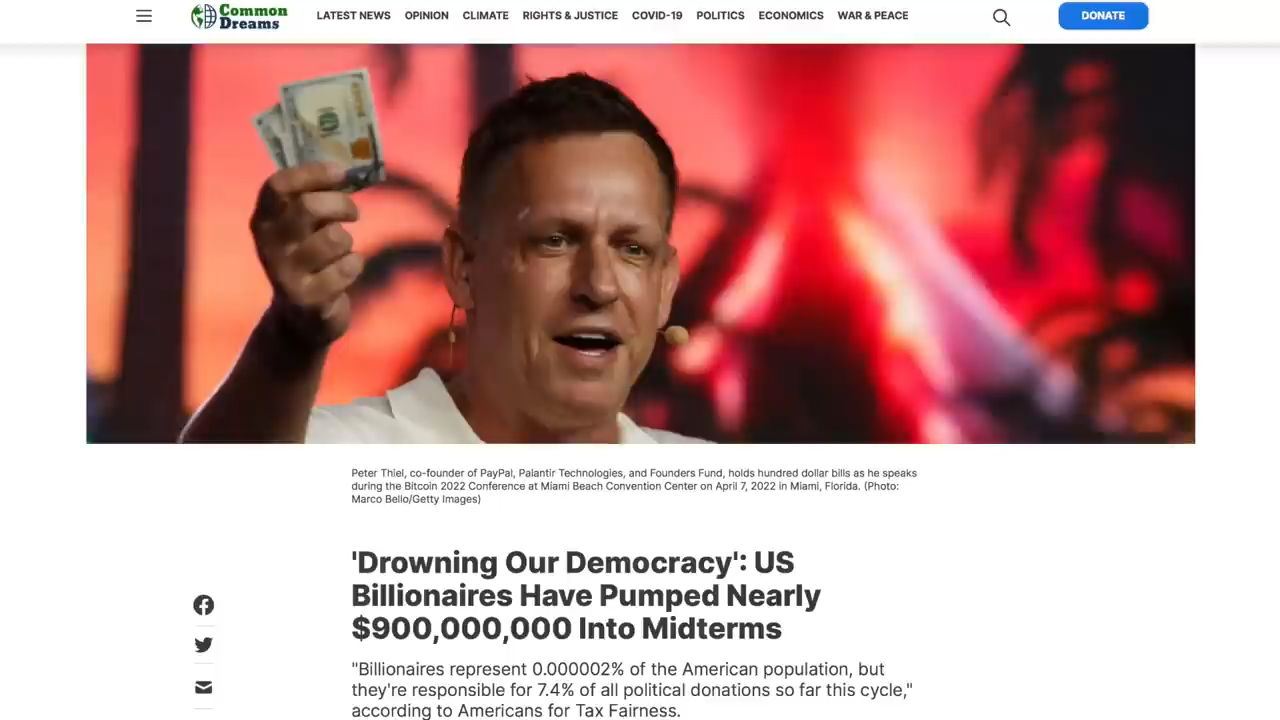 Common
Dreams
LATEST NEWS OPINION CLIMATE RIGHTS & JUSTICE COVID-19 POLITICS ECONOMICS WAR & PEACE
DONATE
Peter Thiel, co-founder of PayPal, Palantir Technologies, and Founders Fund, holds hundred dollar bills as he speaks
during the Bitcoin 2022 Conference at Miami Beach Convention Center on April 7, 2022 in Miami, Florida. (Photo:
Marco Bello/Getty Images)
'Drowning Our Democracy': US
Billionaires Have Pumped Nearly
$900,000,000 Into Midterms
"Billionaires represent 0.000002% of the American population, but
they're responsible for 7.4% of all political donations so far this cycle,"
according to Americans for Tax Fairness.